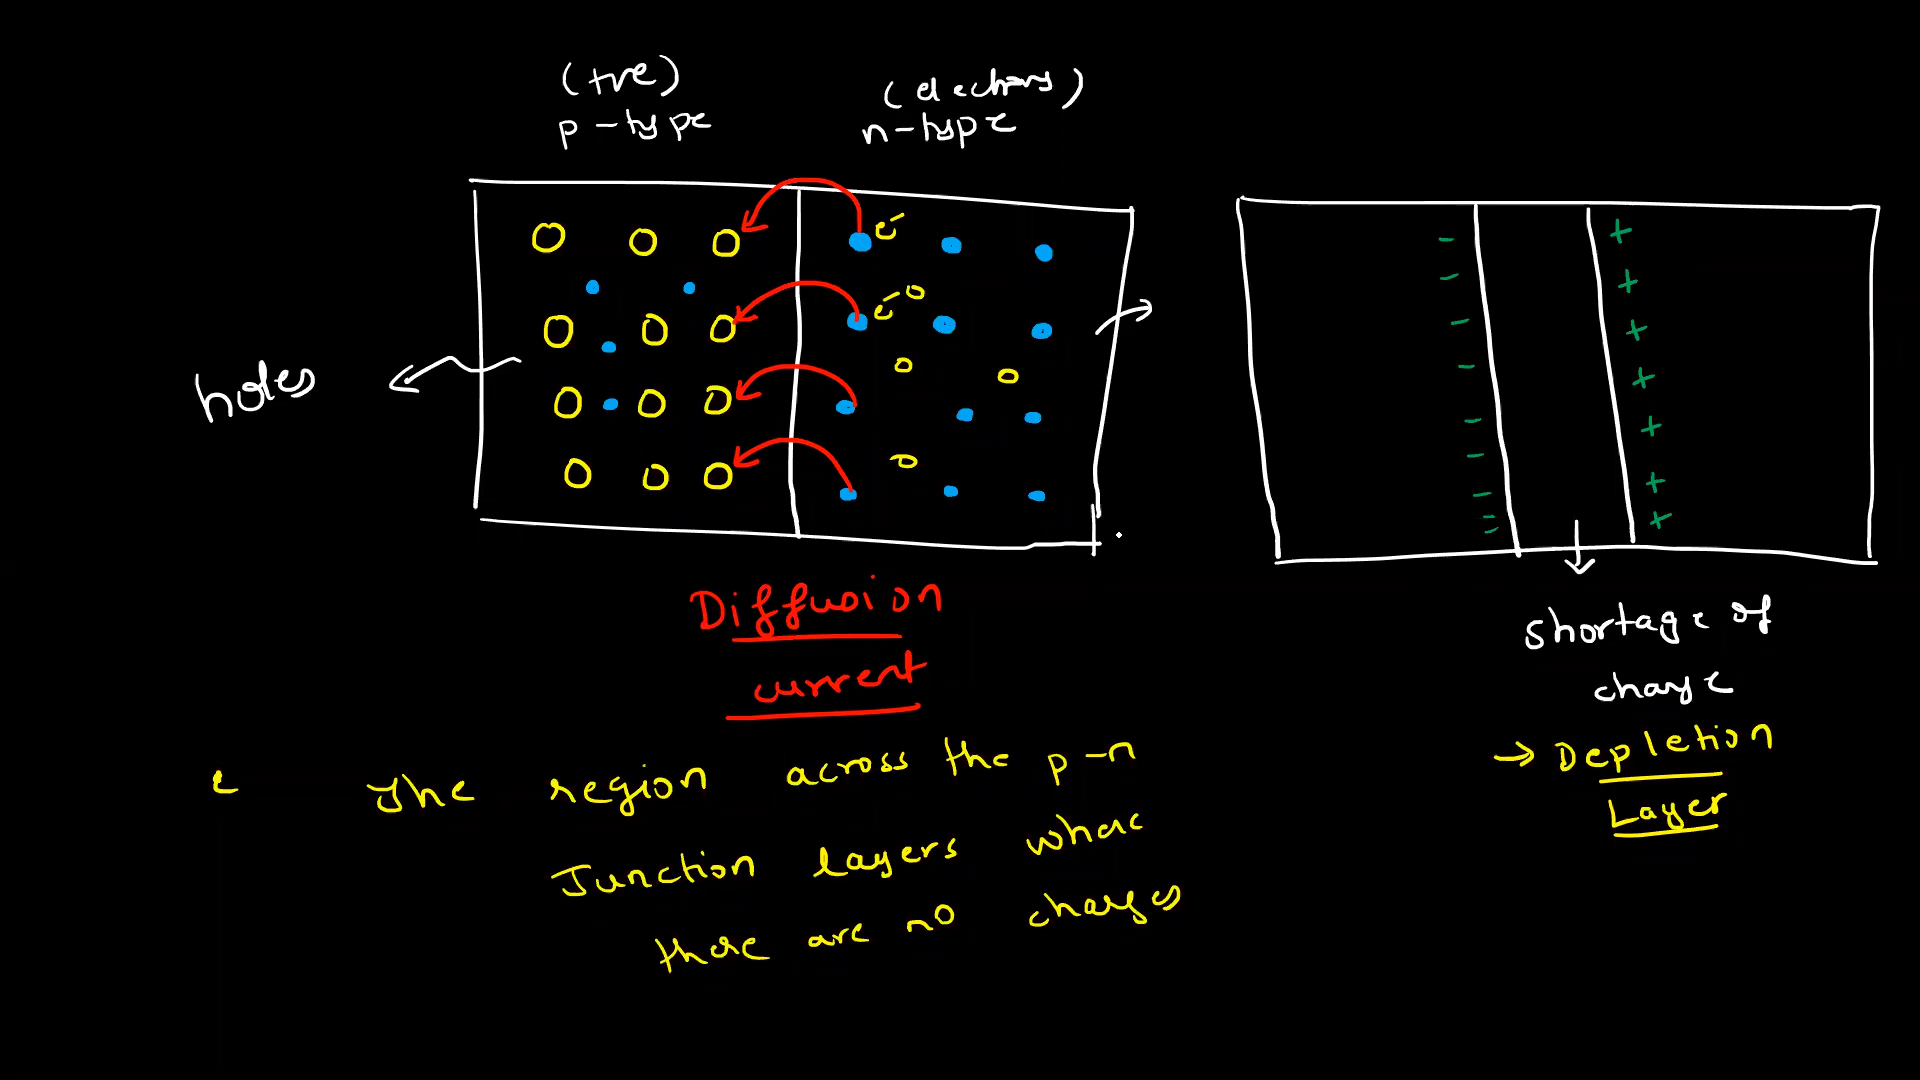 (+ve)
p-type
(electrons)
n-type
e-
e-
holes
- - - - - - - - -
+ + + + + + +
Diffusion
current
shortage of
charge
→ Depletion
Layer
The region across the p-n
Junction layers where
there are no charges